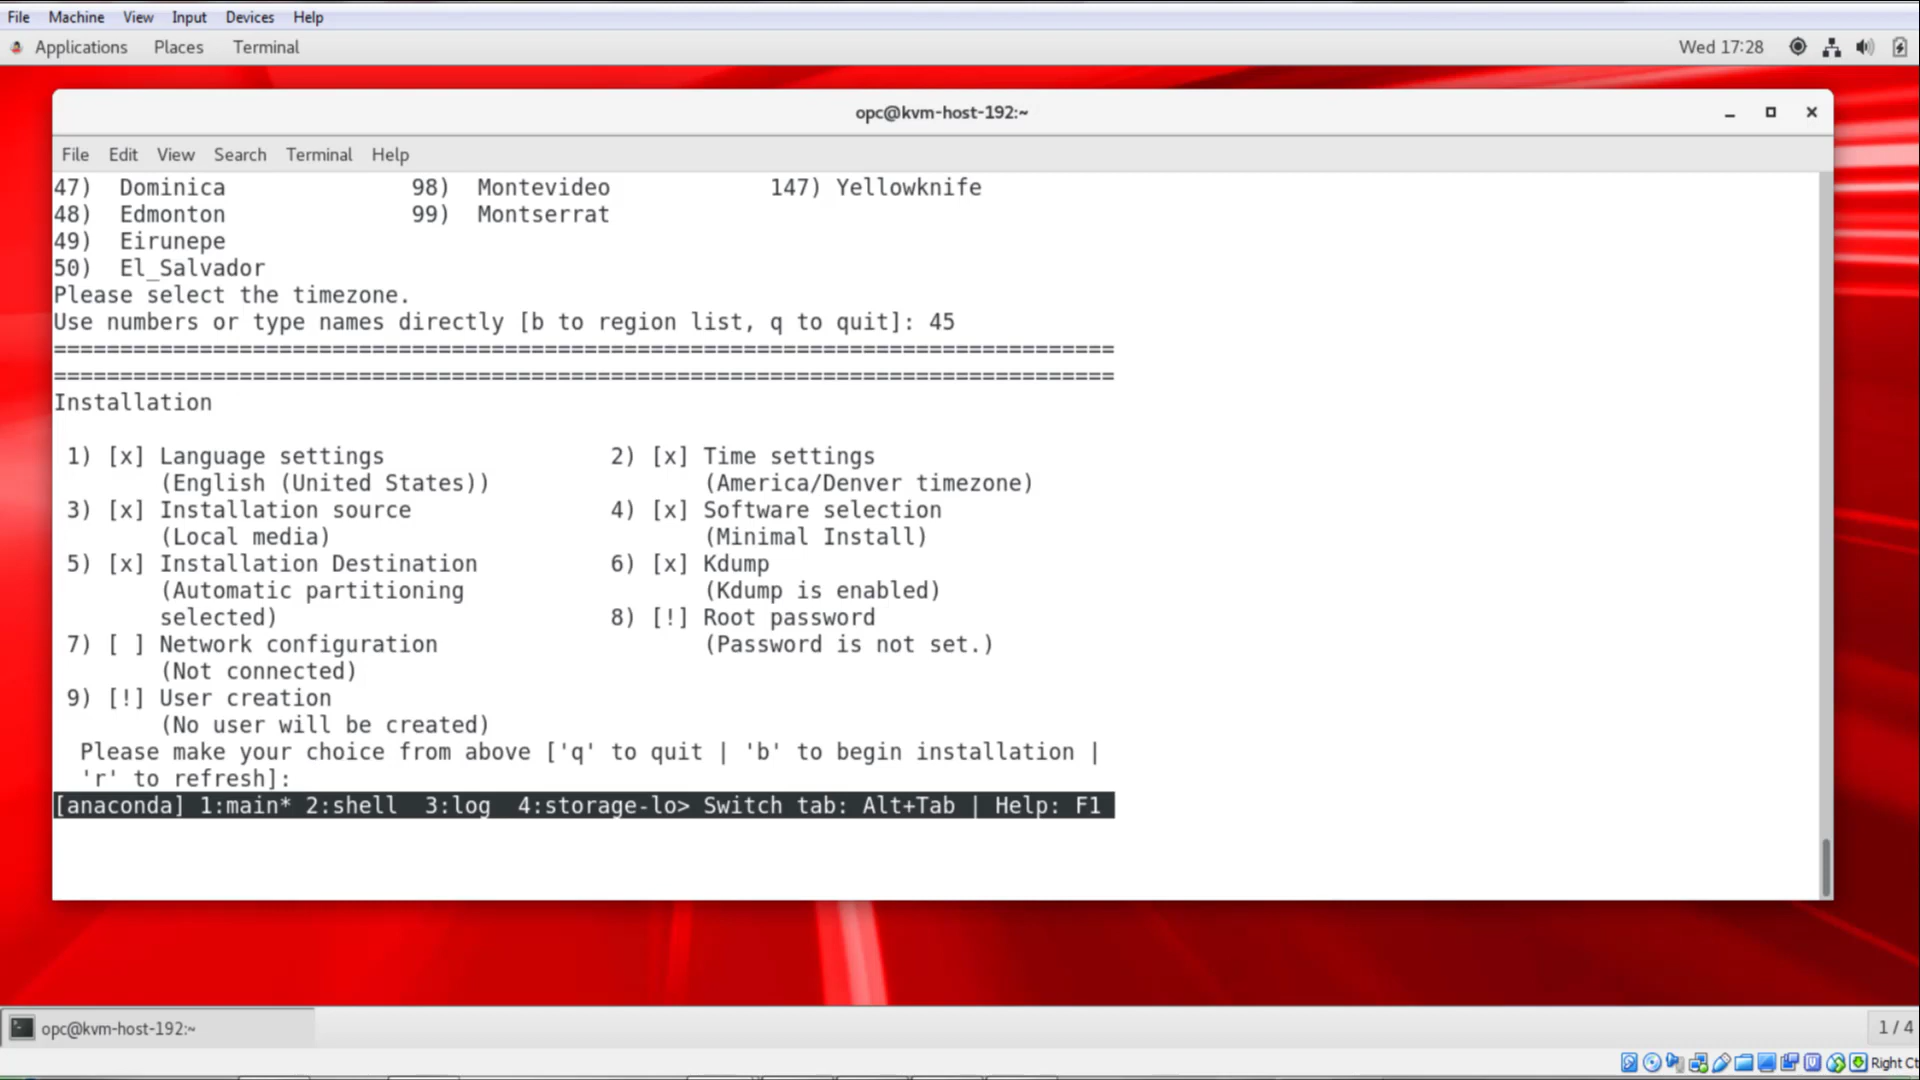 File Machine View Input Devices Help
Applications Places Terminal Wed 17:28
opc@kvm-host-192:~
File Edit View Search Terminal Help
47) Dominica 98) Montevideo 147) Yellowknife
48) Edmonton 99) Montserrat
49) Eirunepe
50) El_Salvador
Please select the timezone.
Use numbers or type names directly [b to region list, q to quit]: 45
================================================================================
================================================================================
Installation
1) [x] Language settings 2) [x] Time settings
(English (United States)) (America/Denver timezone)
3) [x] Installation source 4) [x] Software selection
(Local media) (Minimal Install)
5) [x] Installation Destination 6) [x] Kdump
(Automatic partitioning (Kdump is enabled)
selected) 8) [!] Root password
7) [ ] Network configuration (Password is not set.)
(Not connected)
9) [!] User creation
(No user will be created)
Please make your choice from above ['q' to quit | 'b' to begin installation |
'r' to refresh]:
[anaconda] 1:main* 2:shell 3:log 4:storage-lo> Switch tab: Alt+Tab | Help: F1
opc@kvm-host-192:~ 1 / 4
Right Ct